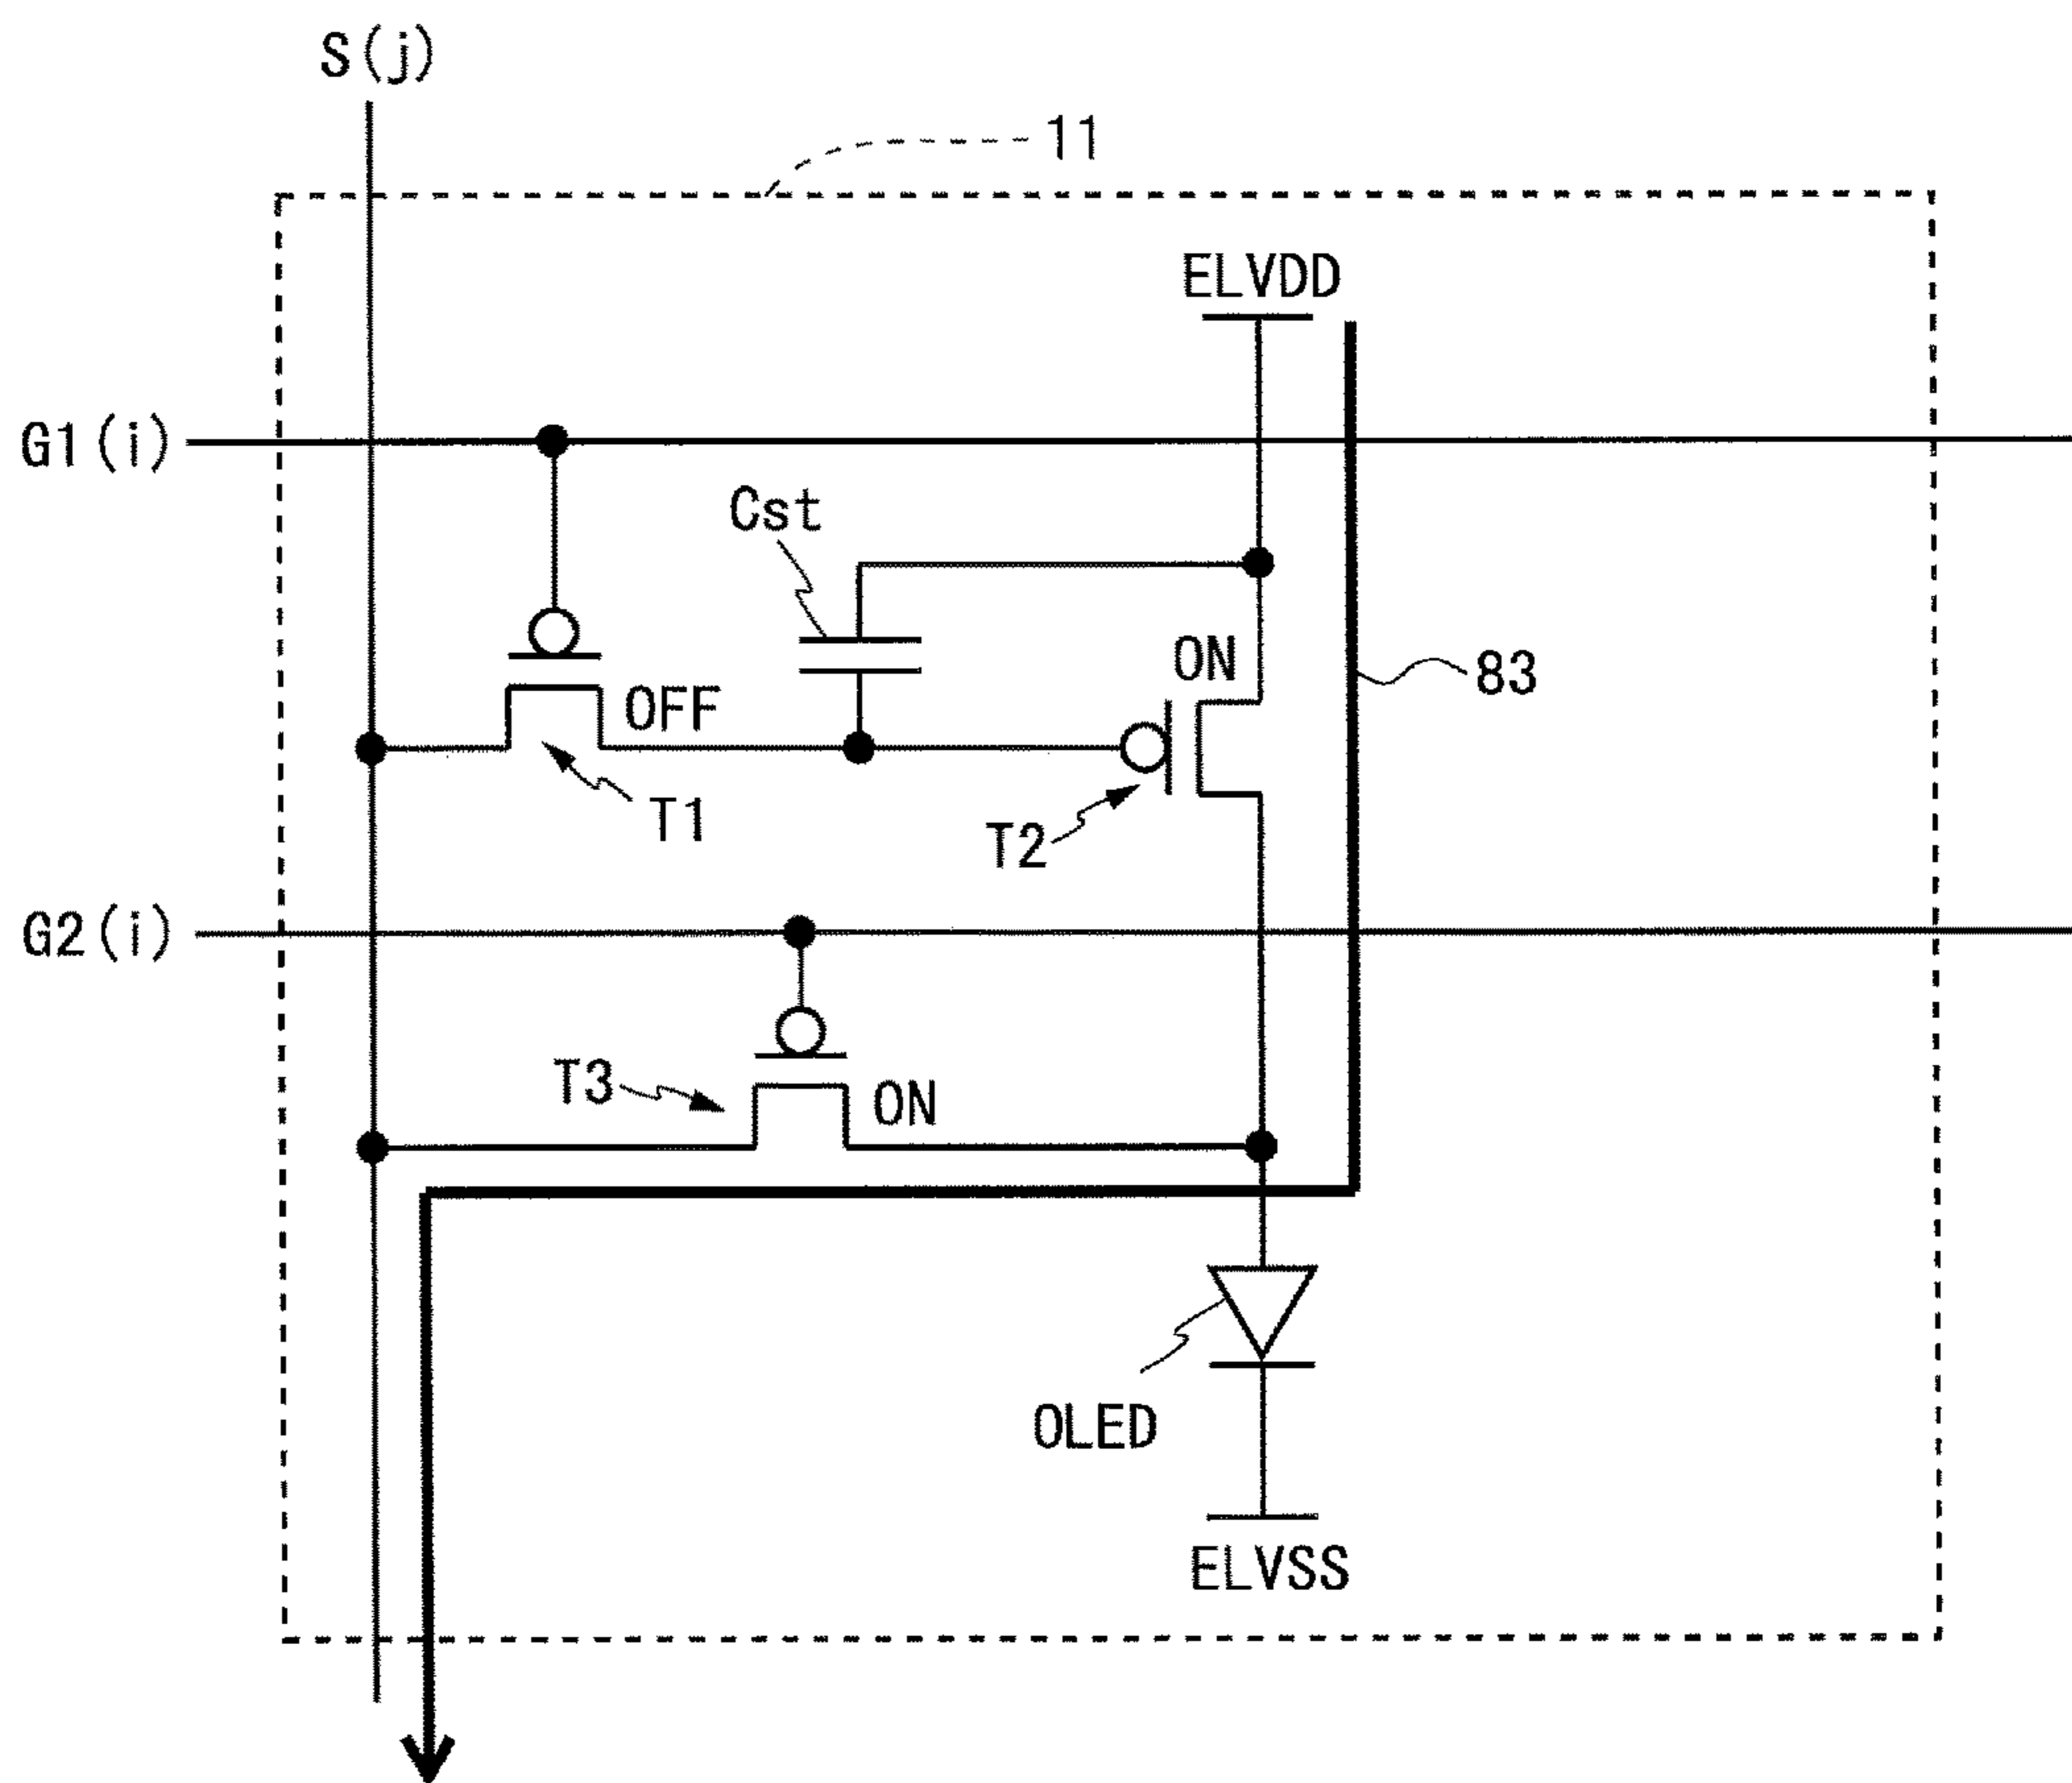 S(j)
11
ELVDD
G1(i)
Cst
ON
83
OFF
T1
T2
G2(i)
T3
ON
OLED
ELVSS